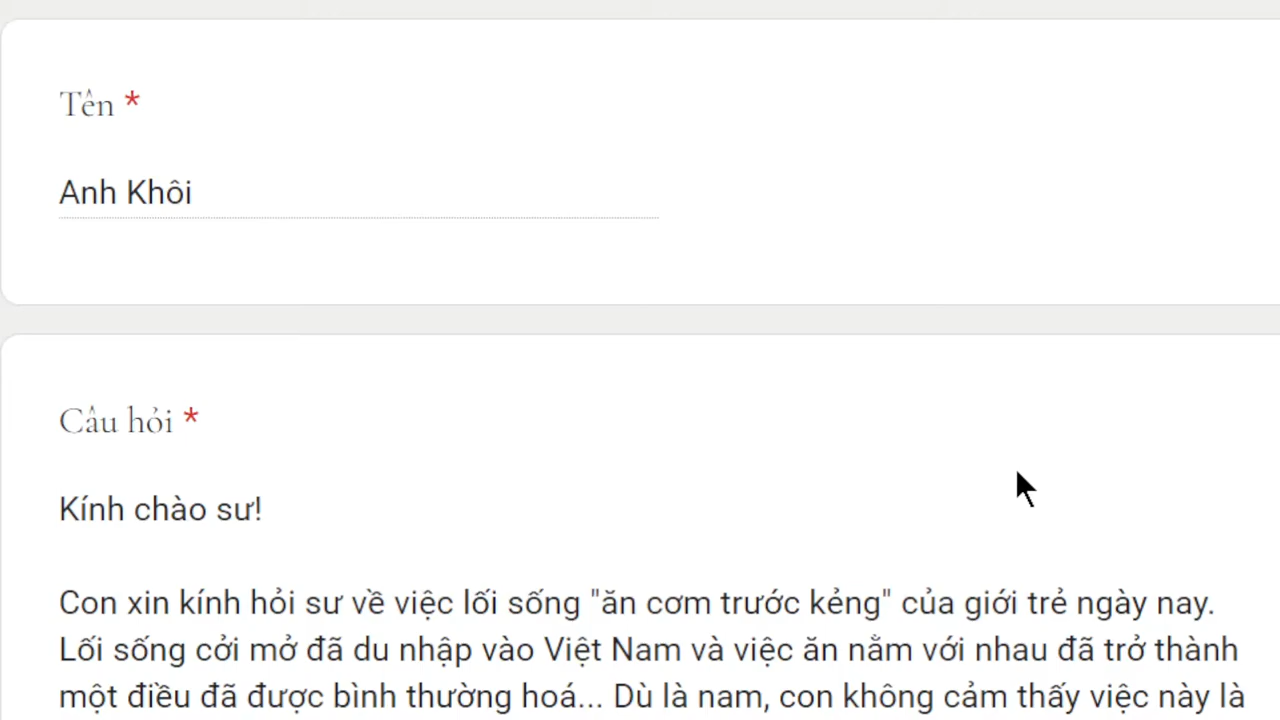 Tên *
Anh Khôi
Câu hỏi *
Kính chào sư!
Con xin kính hỏi sư về việc lối sống "ăn cơm trước kẻng" của giới trẻ ngày nay.
Lối sống cởi mở đã du nhập vào Việt Nam và việc ăn nằm với nhau đã trở thành
một điều đã được bình thường hoá... Dù là nam, con không cảm thấy việc này là